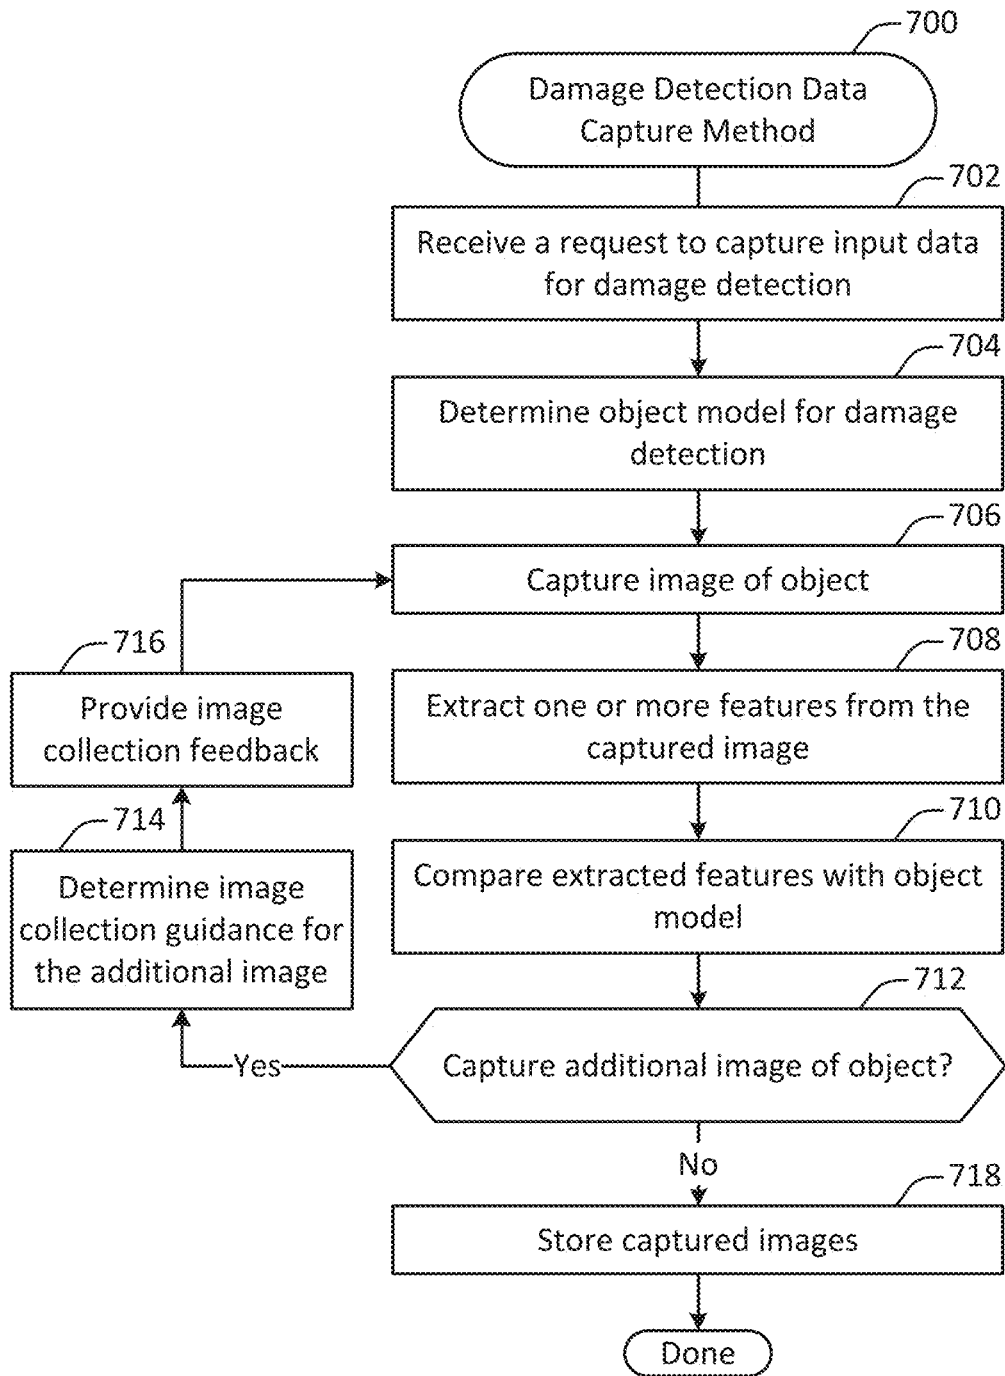 700
Damage Detection Data
Capture Method
702
Receive a request to capture input data
for damage detection
704
Determine object model for damage
detection
706
Capture image of object
708
Extract one or more features from the
captured image
710
Compare extracted features with object
model
712
Capture additional image of object?
Yes
714
Determine image
collection guidance for
the additional image
716
Provide image
collection feedback
No
718
Store captured images
Done